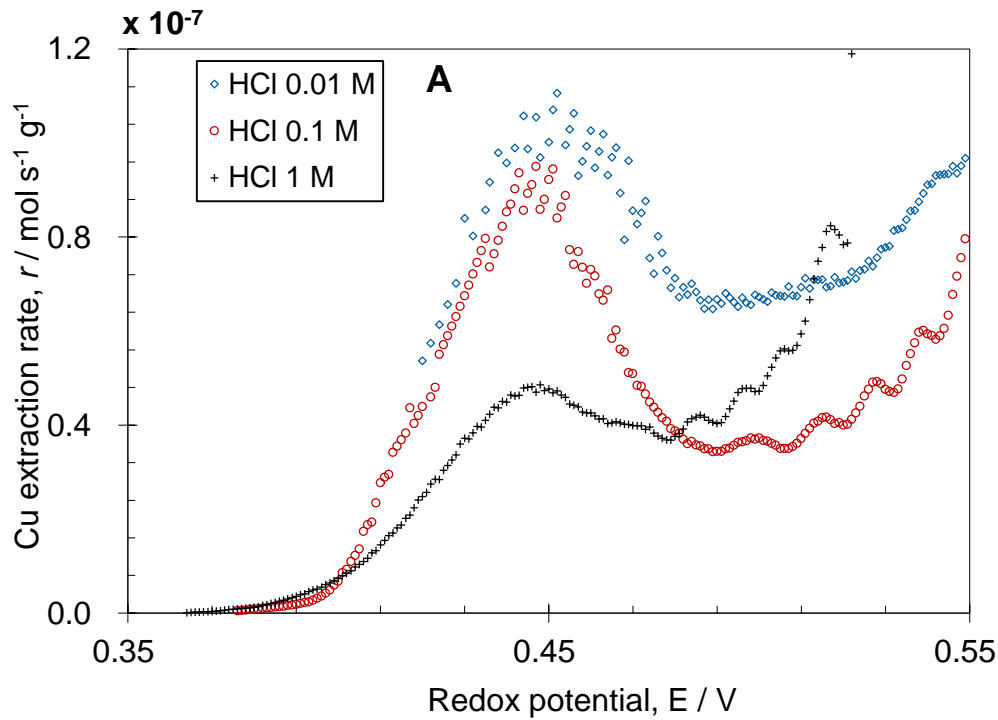 x 10-7
1.2
A
HCl 0.01 M
HCl 0.1 M
HCl 1 M
0.8
0.4
0.0
Cu extraction rate, r / mol s-1 g-1
0.35
0.45
0.55
Redox potential, E / V